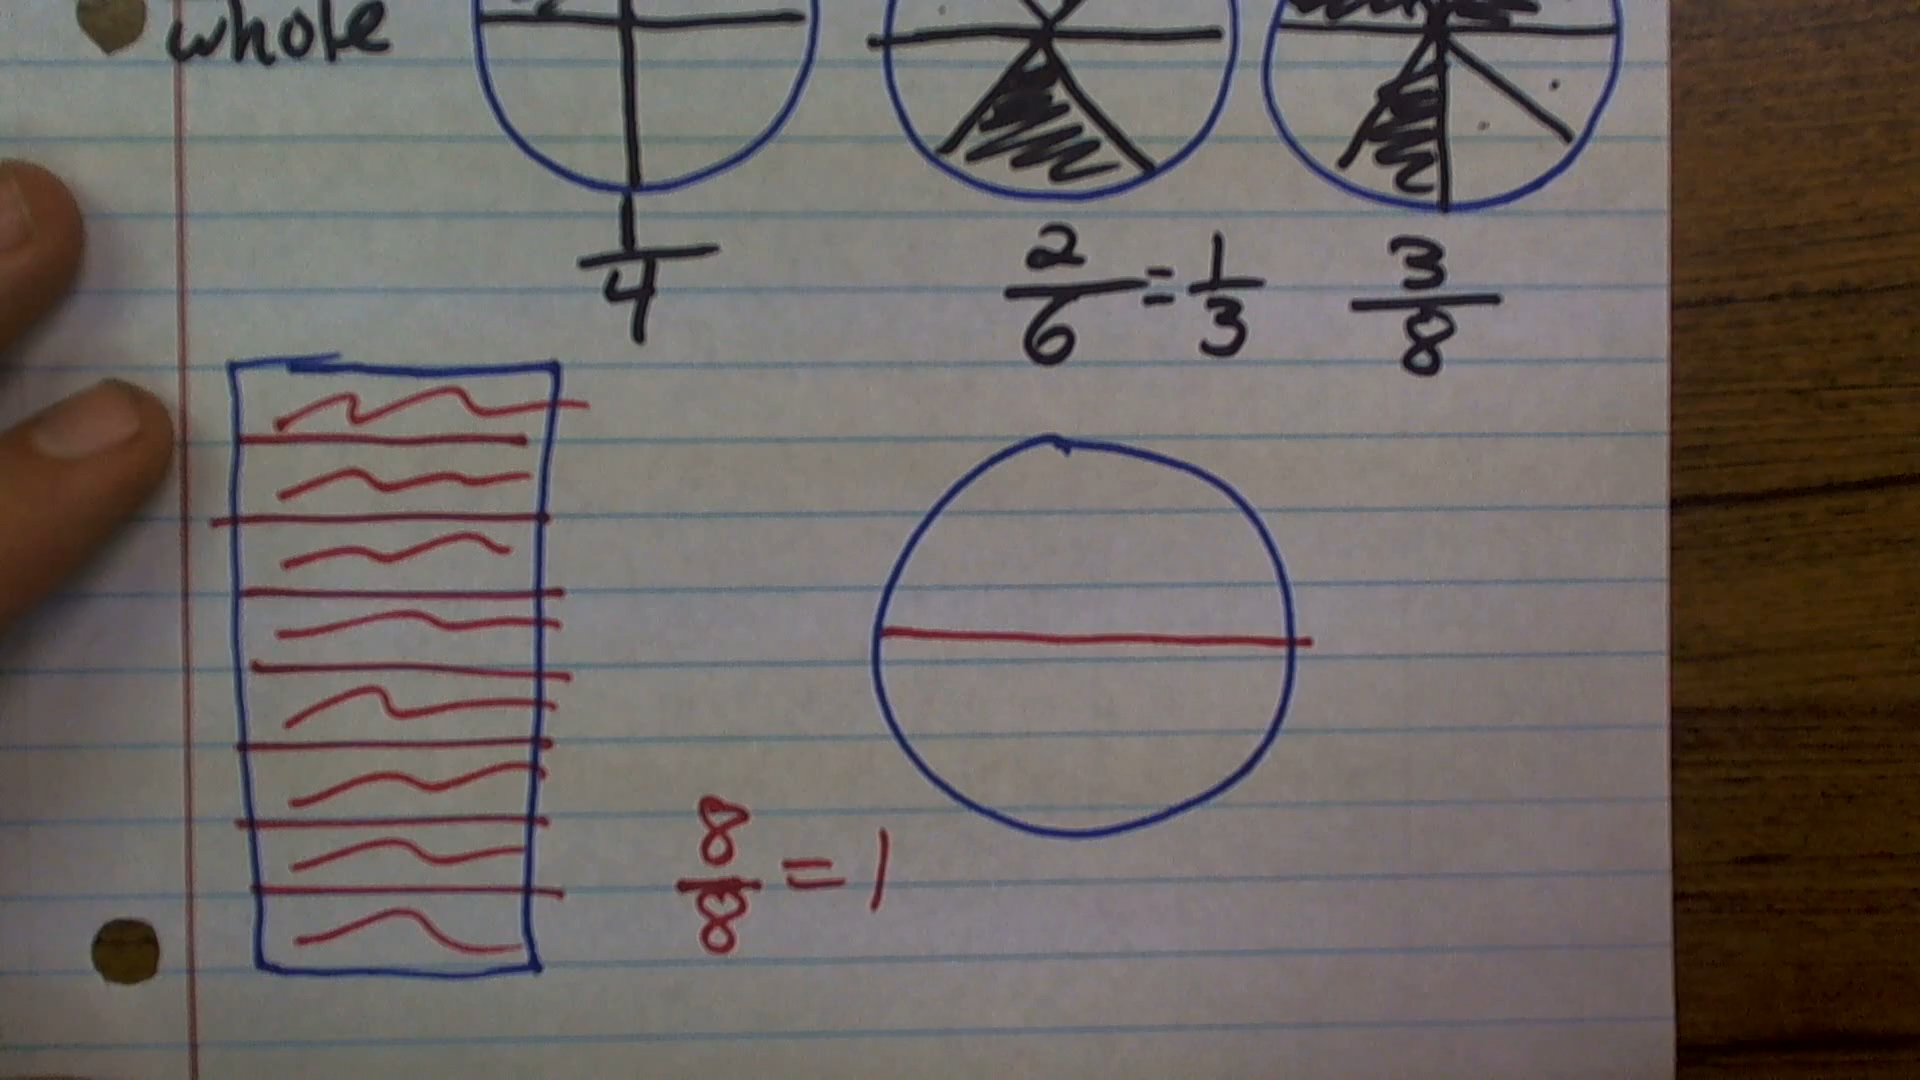 whole
1/4
2/6 = 1/3
3/8
8/8 = 1